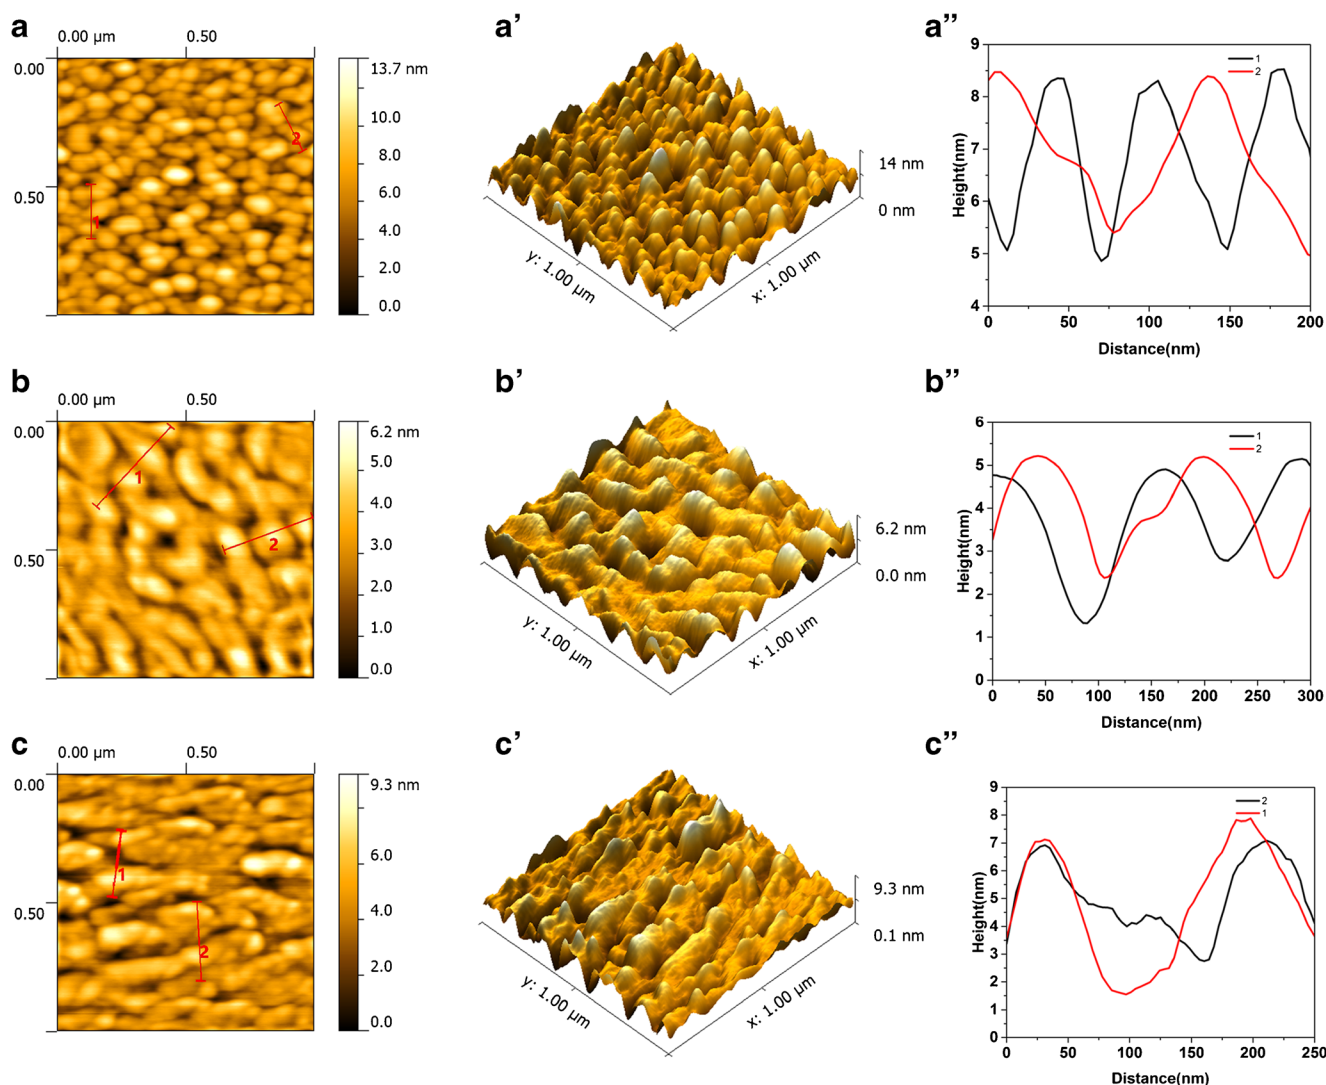 a
0.00 µm 0.50
0.00
0.50
1
2
13.7 nm
10.0
8.0
6.0
4.0
2.0
0.0
a’
14 nm
0 nm
y: 1.00 µm
x: 1.00 µm
a’’
9
8
7
6
5
4
Height(nm)
1
2
0 50 100 150 200
Distance(nm)
b
0.00 µm 0.50
0.00
0.50
1
2
6.2 nm
5.0
4.0
3.0
2.0
1.0
0.0
b’
6.2 nm
0.0 nm
y: 1.00 µm
x: 1.00 µm
b’’
6
5
4
3
2
1
0
Height(nm)
1
2
0 50 100 150 200 250 300
Distance(nm)
c
0.00 µm 0.50
0.00
0.50
1
2
9.3 nm
6.0
4.0
2.0
0.0
c’
9.3 nm
0.1 nm
y: 1.00 µm
x: 1.00 µm
c’’
9
8
7
6
5
4
3
2
1
0
Height(nm)
2
1
0 50 100 150 200 250
Distance(nm)